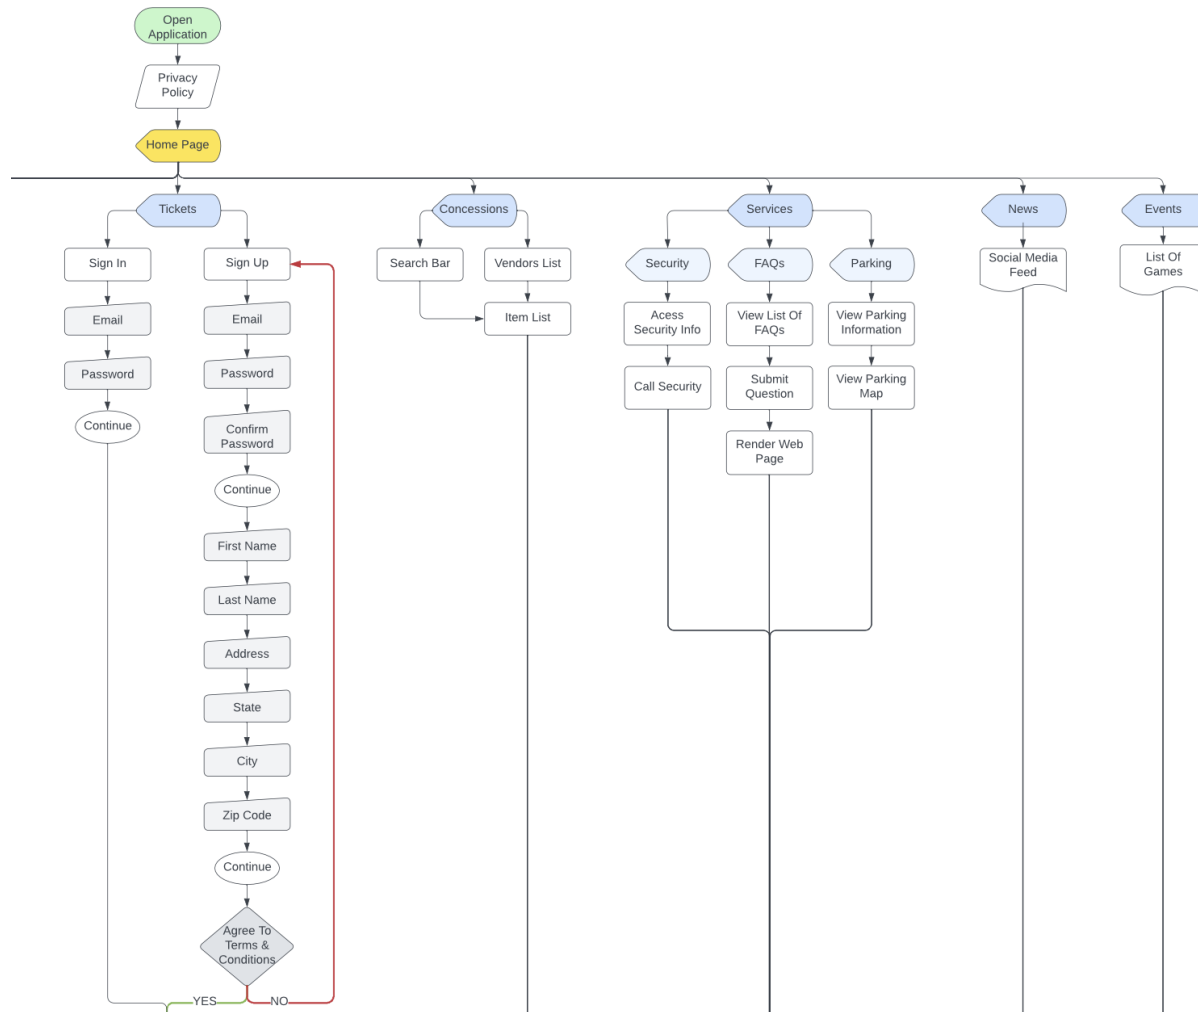 Open
Application
Privacy
Policy
Home Page
Tickets
Concessions
Services
News
Events
Sign In
Sign Up
Search Bar
Vendors List
Security
FAQs
Parking
Social Media
Feed
List Of
Games
Email
Email
Item List
Acess
Security Info
View List Of
FAQs
View Parking
Information
Password
Password
Call Security
Submit
Question
View Parking
Map
Continue
Confirm
Password
Render Web
Page
Continue
First Name
Last Name
Address
State
City
Zip Code
Continue
Agree To
Terms &
Conditions
YES
NO